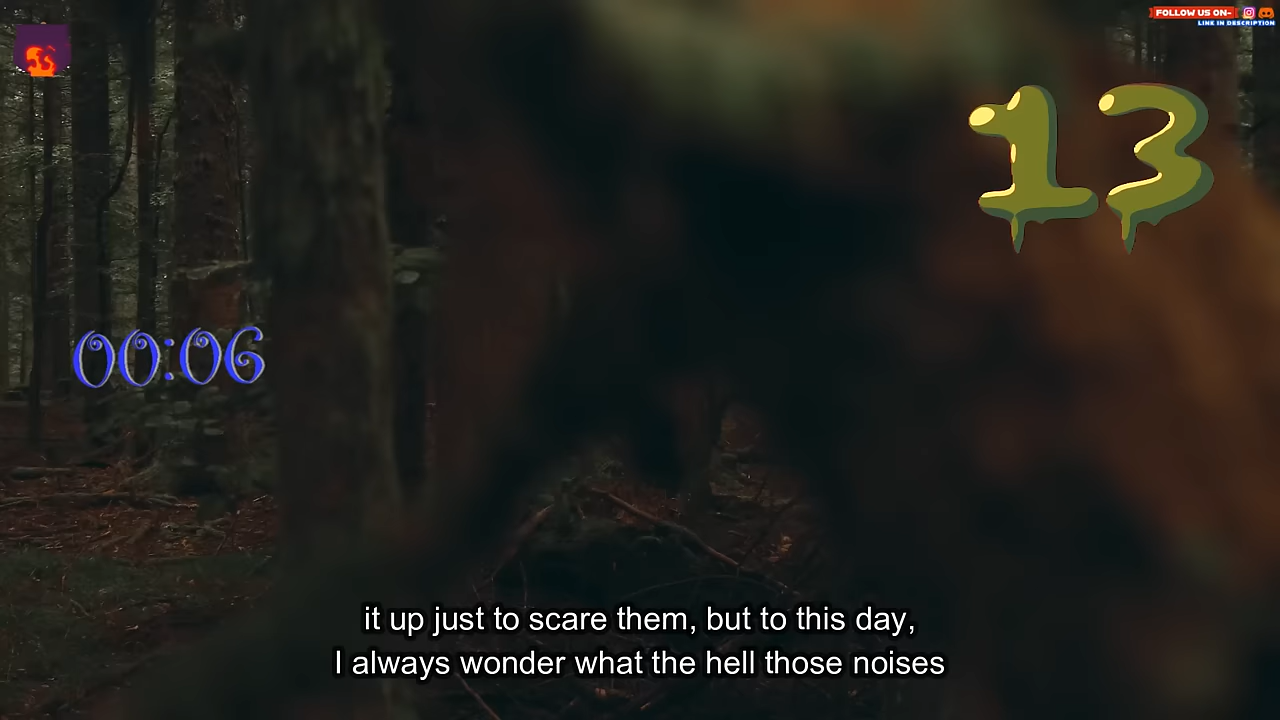 FOLLOW US ON-
LINK IN DESCRIPTION
13
00:06
it up just to scare them, but to this day,
I always wonder what the hell those noises